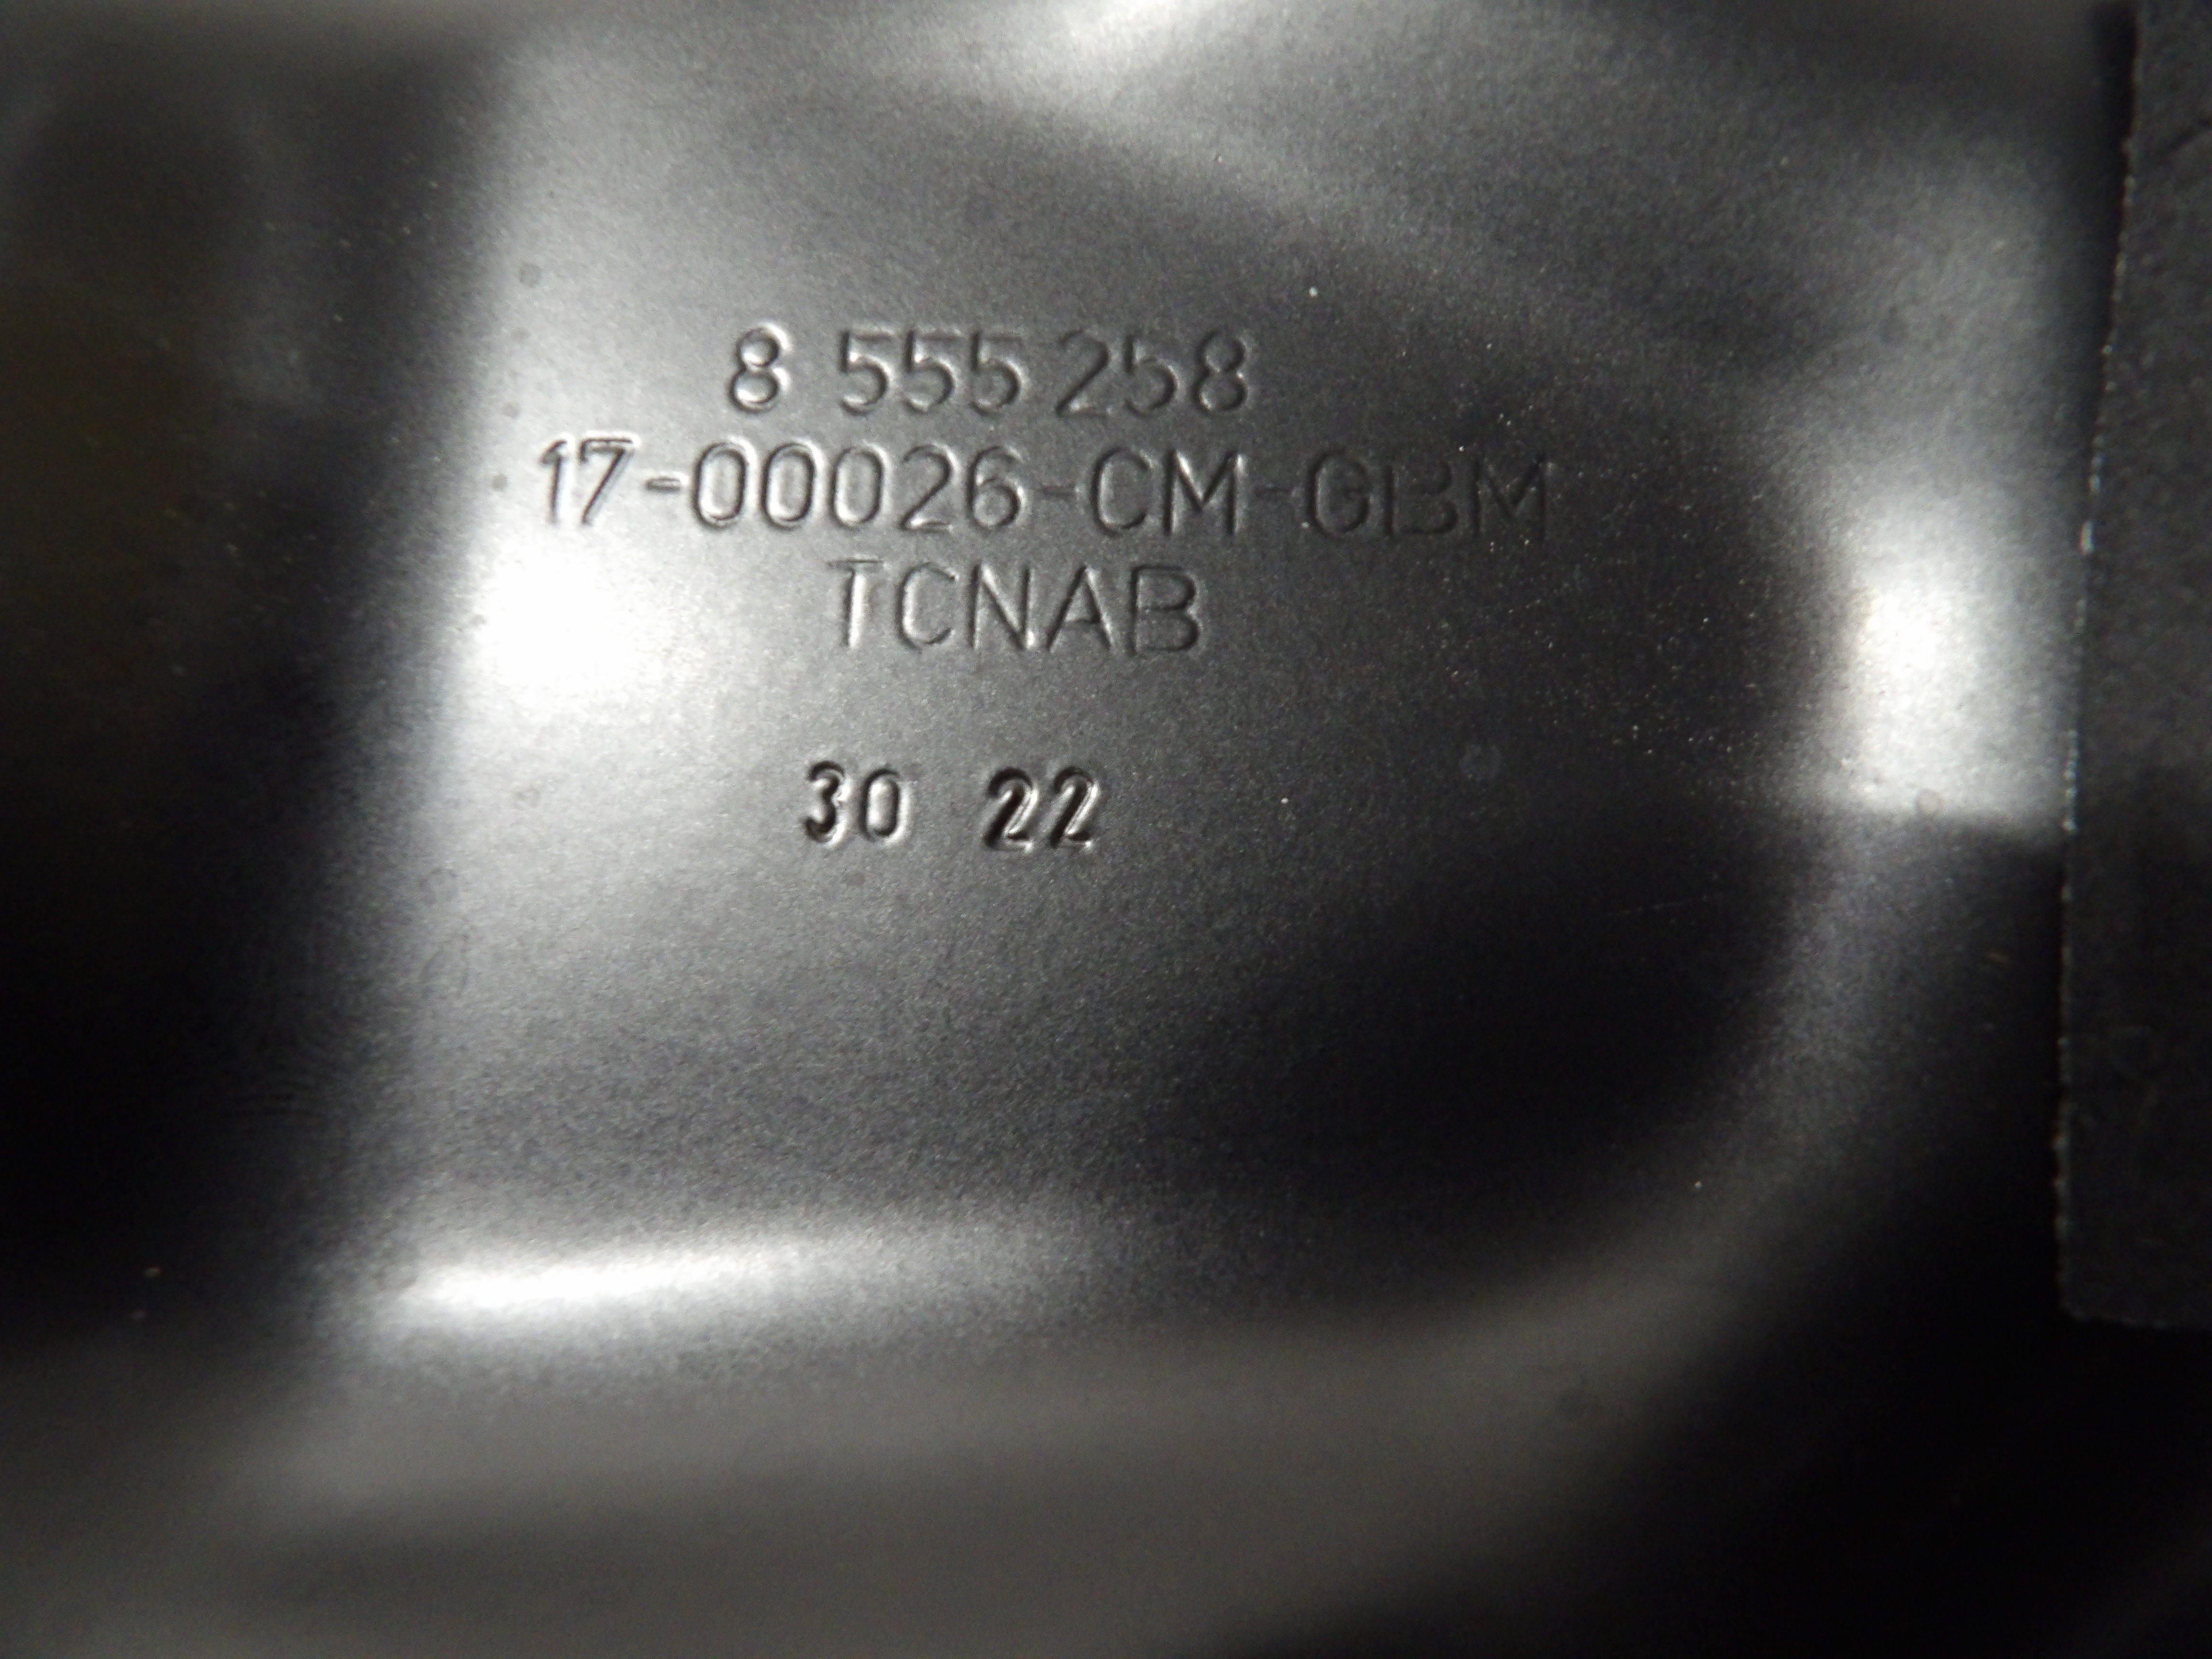 8 555 258
17-00026-CM-GBM
TCNAB
30 22